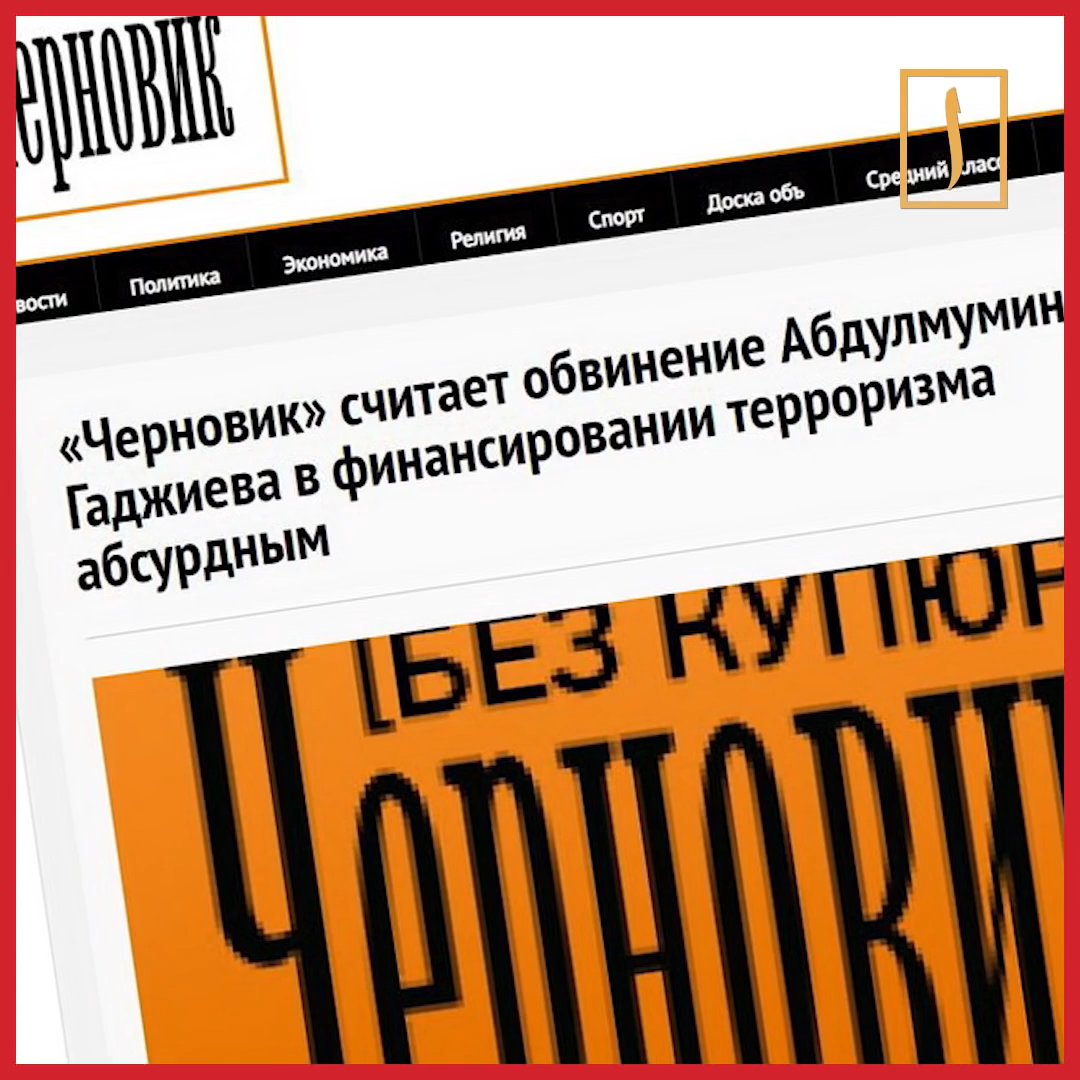 ерновик
вости Политика Экономика Религия Спорт Доска объ Средний класс
«Черновик» считает обвинение Абдулмумин
Гаджиева в финансировании терроризма
абсурдным
[БЕЗ КУПЮР
Черновик